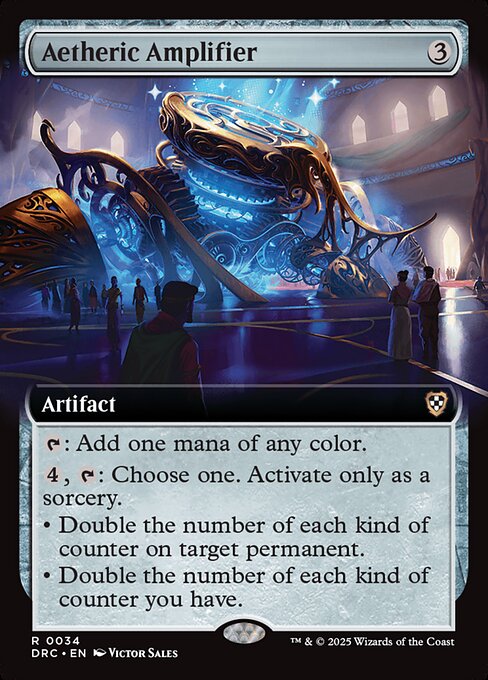 Aetheric Amplifier 3
Artifact
: Add one mana of any color.
4, : Choose one. Activate only as a
sorcery.
• Double the number of each kind of
counter on target permanent.
• Double the number of each kind of
counter you have.
R 0034
DRC • EN Victor Sales
™ & © 2025 Wizards of the Coast